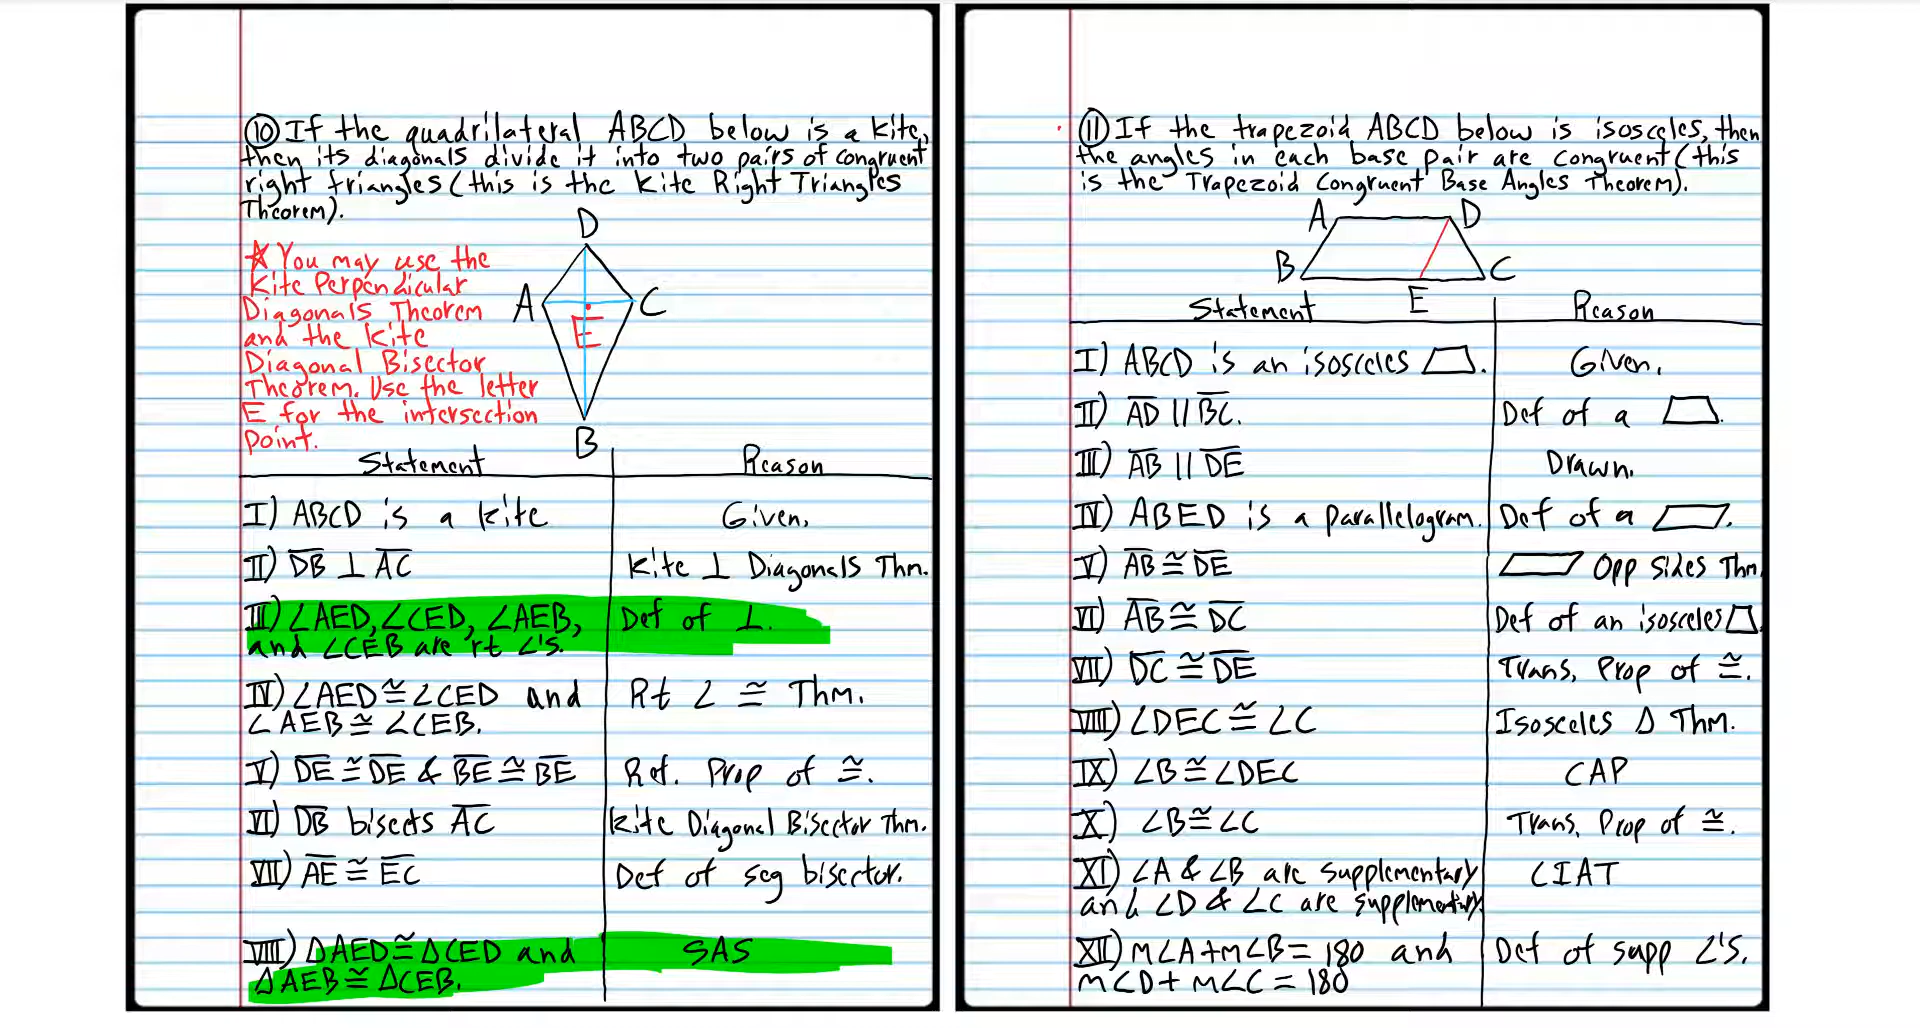 ⑩ If the quadrilateral ABCD below is a kite,
then its diagonals divide it into two pairs of congruent
right triangles (this is the Kite Right Triangles
Theorem).
D
☆ You may use the
Kite Perpendicular
Diagonals Theorem
and the Kite
Diagonal Bisector
Theorem. Use the letter
E for the intersection
point.
A
C
E
B
Statement Reason
I) ABCD is a kite Given.
II) DB ⊥ AC Kite ⊥ Diagonals Thm.
III) ∠AED, ∠CED, ∠AEB, Def of ⊥.
and ∠CEB are rt ∠'s.
IV) ∠AED ≅ ∠CED and Rt ∠ ≅ Thm.
∠AEB ≅ ∠CEB.
V) DE ≅ DE & BE ≅ BE Ref. Prop of ≅.
VI) DB bisects AC Kite Diagonal Bisector Thm.
VII) AE ≅ EC Def of seg bisector.
VIII) ΔAED ≅ ΔCED and SAS
ΔAEB ≅ ΔCEB.
⑪ If the trapezoid ABCD below is isosceles, then
the angles in each base pair are congruent (this
is the Trapezoid Congruent Base Angles Theorem).
A D
B C
E
Statement Reason
I) ABCD is an isosceles ⏢. Given.
II) AD || BC. Def of a ⏢.
III) AB || DE Drawn.
IV) ABED is a parallelogram. Def of a ▱.
V) AB ≅ DE ▱ Opp sides Thm.
VI) AB ≅ DC Def of an isosceles ⏢
VII) DC ≅ DE Trans. Prop of ≅.
VIII) ∠DEC ≅ ∠C Isosceles Δ Thm.
IX) ∠B ≅ ∠DEC CAP
X) ∠B ≅ ∠C Trans. Prop of ≅.
XI) ∠A & ∠B are supplementary CIAT
and ∠D & ∠C are supplementary.
XII) m∠A + m∠B = 180 and Def of supp ∠'s.
m∠D + m∠C = 180